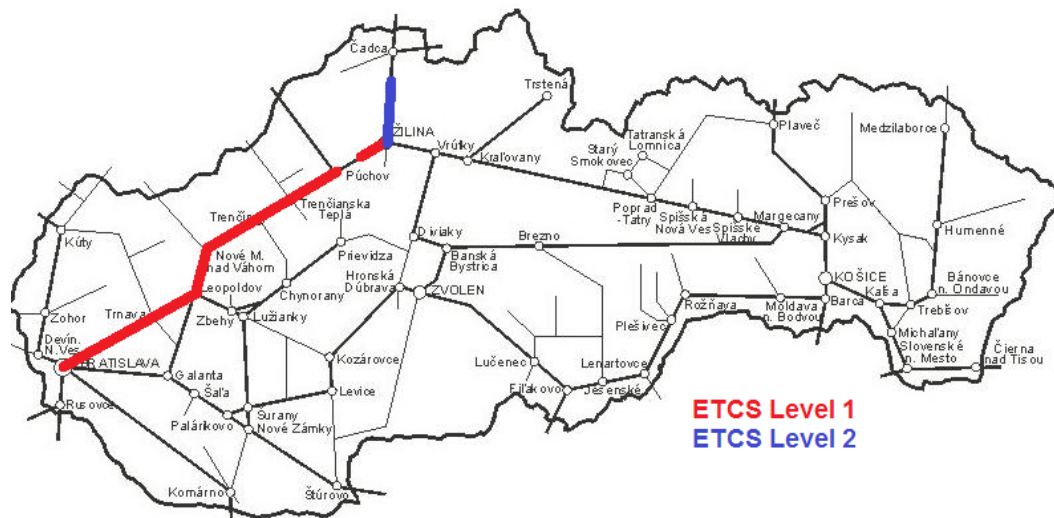 Čadca
Trstená
Plaveč
Medzilaborce
ŽILINA
Vrútky
Kraľovany
Tatranská
Lomnica
Starý
Smokovec
Púchov
Trenčianska
Teplá
Trenčín
Poprad
-Tatry
Spišská
Nová Ves
Spišské
Vlachy
Margecany
Prešov
Kysak
Humenné
Kúty
Nové M.
nad Váhom
Prievidza
Diviaky
Banská
Bystrica
Brezno
Hronská
Dúbrava
ZVOLEN
Leopoldov
Chynorany
Zbehy
Lužianky
Trnava
Zohor
Devín.
N. Ves
RATISLAVA
Rusovce
Galanta
Šaľa
Palárikovo
Šurany
Nové Zámky
Kozárovce
Levice
Komárno
Štúrovo
Lučenec
Fiľakovo
Jesenské
Lenartovce
Plešivec
Rožňava
Moldava
n. Bodvou
KOŠICE
Barca
Kalša
Trebišov
Bánovce
n. Ondavou
Michaľany
Slovenské
n. Mesto
Čierna
nad Tisou
ETCS Level 1
ETCS Level 2